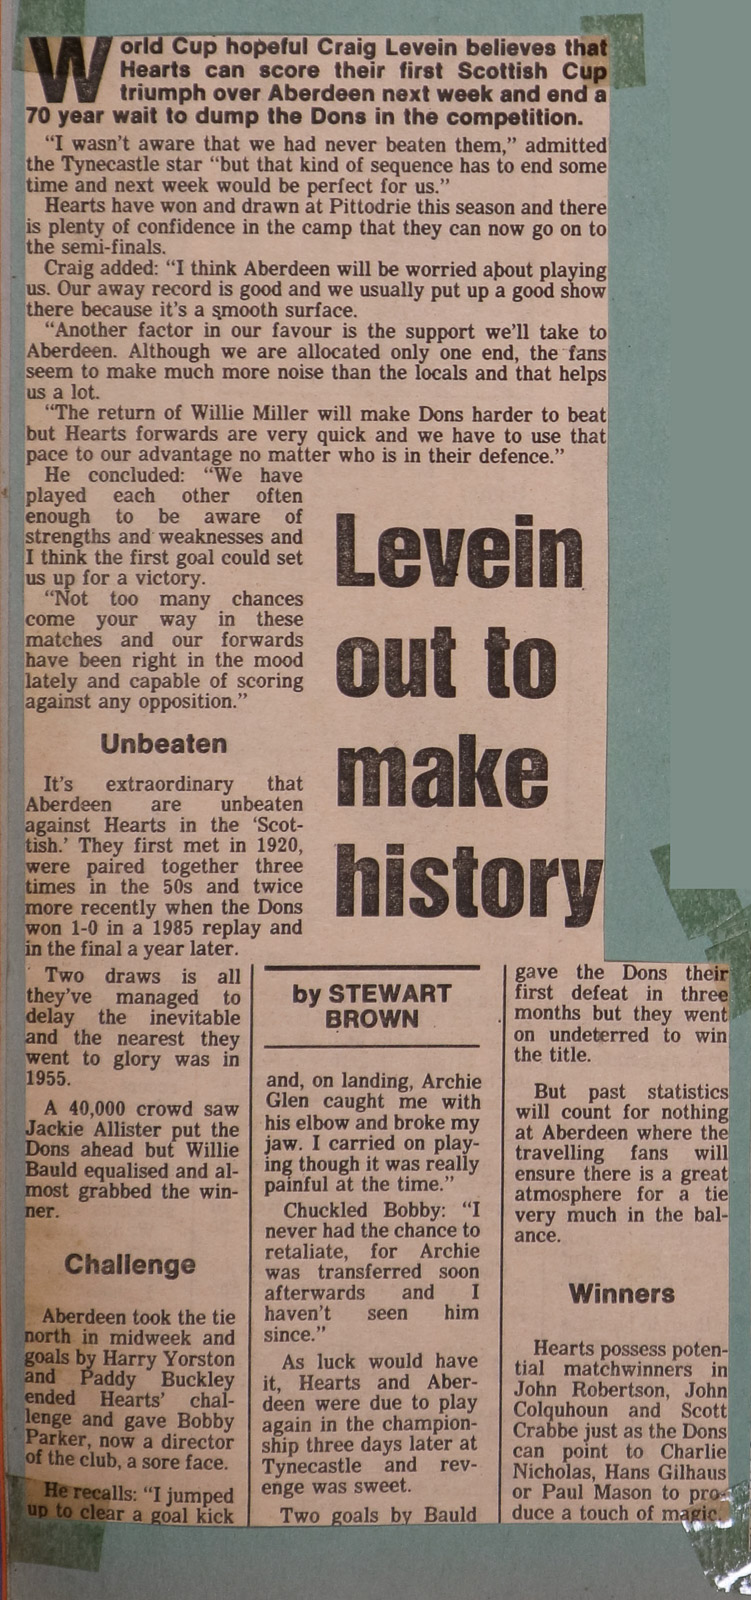 World Cup hopeful Craig Levein believes that
Hearts can score their first Scottish Cup
triumph over Aberdeen next week and end a
70 year wait to dump the Dons in the competition.
“I wasn’t aware that we had never beaten them,” admitted
the Tynecastle star “but that kind of sequence has to end some
time and next week would be perfect for us.”
Hearts have won and drawn at Pittodrie this season and there
is plenty of confidence in the camp that they can now go on to
the semi-finals.
Craig added: “I think Aberdeen will be worried about playing
us. Our away record is good and we usually put up a good show
there because it’s a smooth surface.
“Another factor in our favour is the support we’ll take to
Aberdeen. Although we are allocated only one end, the fans
seem to make much more noise than the locals and that helps
us a lot.
“The return of Willie Miller will make Dons harder to beat
but Hearts forwards are very quick and we have to use that
pace to our advantage no matter who is in their defence.”
He concluded: “We have
played each other often
enough to be aware of
strengths and weaknesses and
I think the first goal could set
us up for a victory.
“Not too many chances
come your way in these
matches and our forwards
have been right in the mood
lately and capable of scoring
against any opposition.”
Levein
out to
make
history
Unbeaten
It’s extraordinary that
Aberdeen are unbeaten
against Hearts in the ‘Scot-
tish.’ They first met in 1920,
were paired together three
times in the 50s and twice
more recently when the Dons
won 1-0 in a 1985 replay and
in the final a year later.
Two draws is all
they’ve managed to
delay the inevitable
and the nearest they
went to glory was in
1955.
A 40,000 crowd saw
Jackie Allister put the
Dons ahead but Willie
Bauld equalised and al-
most grabbed the win-
ner.
Challenge
Aberdeen took the tie
north in midweek and
goals by Harry Yorston
and Paddy Buckley
ended Hearts’ chal-
lenge and gave Bobby
Parker, now a director
of the club, a sore face.
He recalls: “I jumped
up to clear a goal kick
by STEWART
BROWN
and, on landing, Archie
Glen caught me with
his elbow and broke my
jaw. I carried on play-
ing though it was really
painful at the time.”
Chuckled Bobby: “I
never had the chance to
retaliate, for Archie
was transferred soon
afterwards and I
haven’t seen him
since.”
As luck would have
it, Hearts and Aber-
deen were due to play
again in the champion-
ship three days later at
Tynecastle and rev-
enge was sweet.
Two goals by Bauld
gave the Dons their
first defeat in three
months but they went
on undeterred to win
the title.
But past statistics
will count for nothing
at Aberdeen where the
travelling fans will
ensure there is a great
atmosphere for a tie
very much in the bal-
ance.
Winners
Hearts possess poten-
tial matchwinners in
John Robertson, John
Colquhoun and Scott
Crabbe just as the Dons
can point to Charlie
Nicholas, Hans Gilhaus
or Paul Mason to pro-
duce a touch of magic.